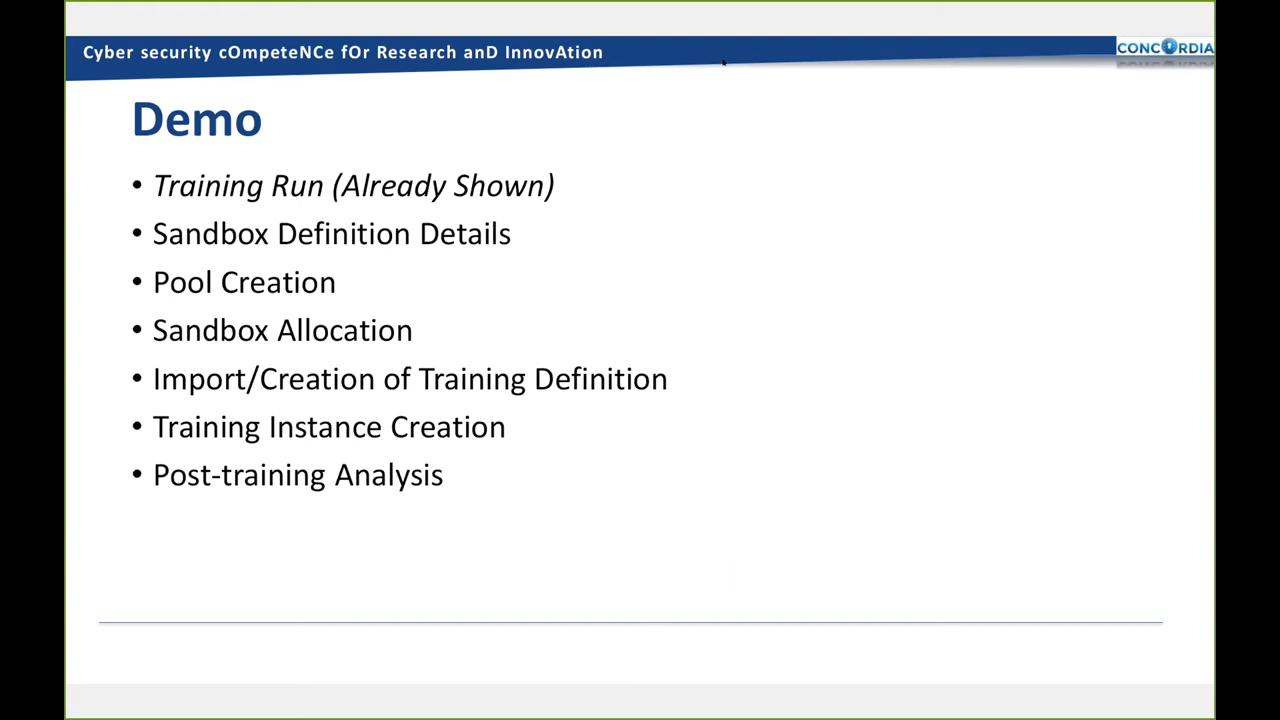 Cyber security cOmpeteNCe fOr Research anD InnovAtion
CONCORDIA
Demo
• Training Run (Already Shown)
• Sandbox Definition Details
• Pool Creation
• Sandbox Allocation
• Import/Creation of Training Definition
• Training Instance Creation
• Post-training Analysis